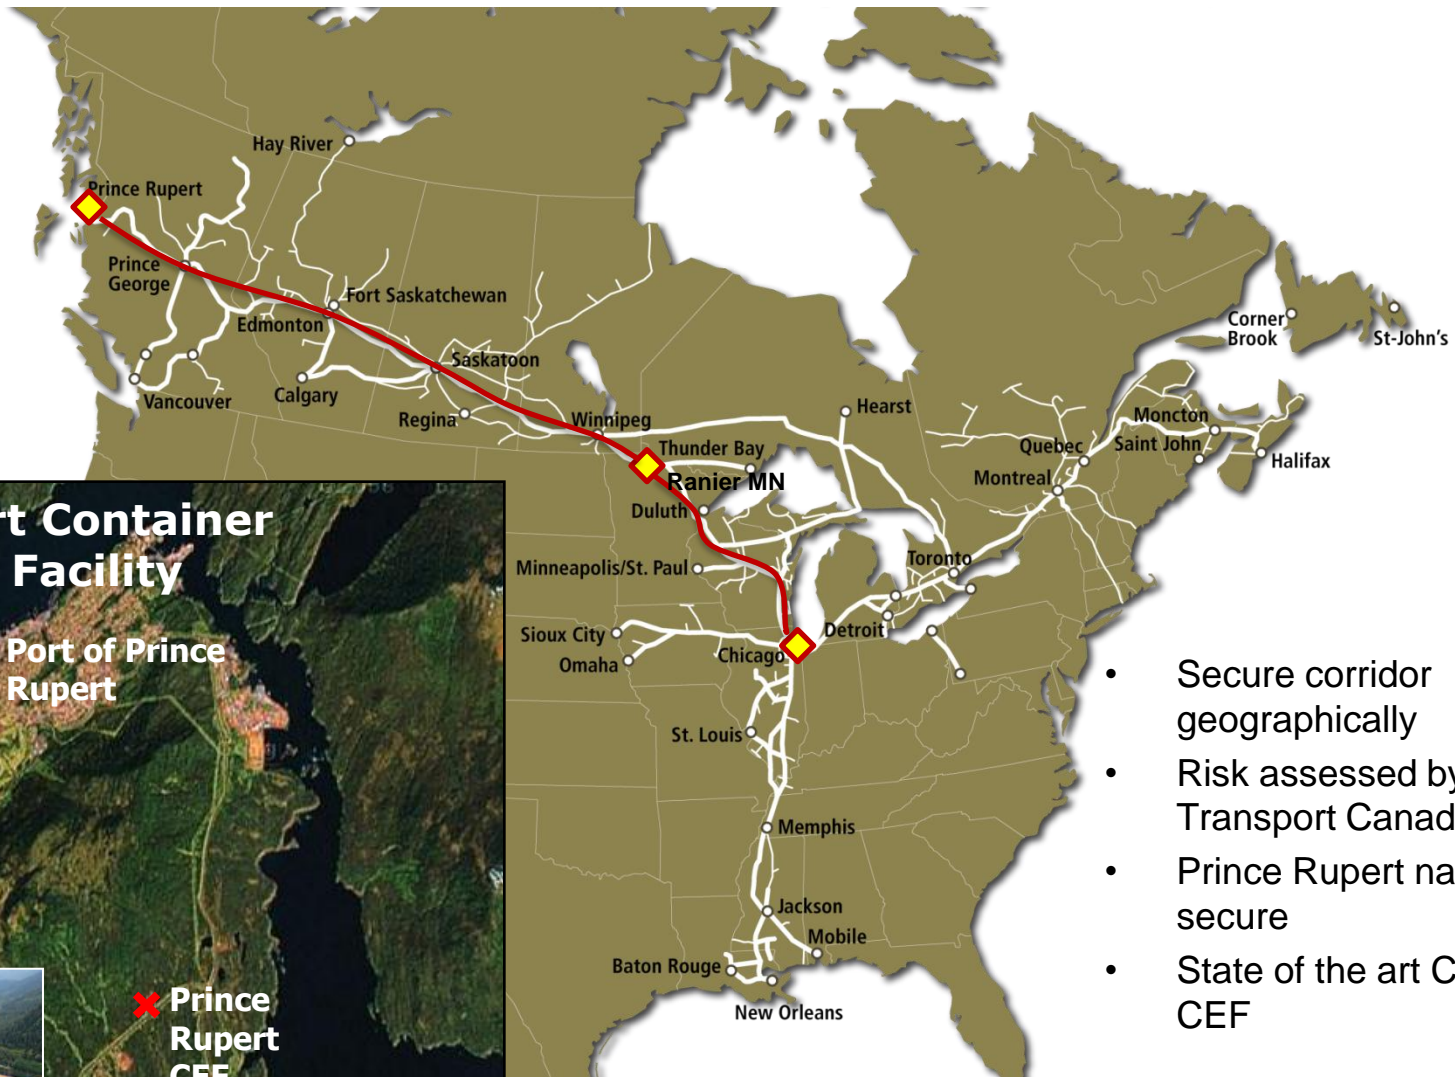 Hay River
Prince Rupert
Prince
George
Fort Saskatchewan
Edmonton
Saskatoon
Vancouver
Calgary
Regina
Winnipeg
Hearst
Thunder Bay
Ranier MN
Duluth
Minneapolis/St. Paul
Corner
Brook
St-John's
Moncton
Saint John
Quebec
Halifax
Montreal
Toronto
Detroit
Sioux City
Omaha
Chicago
St. Louis
Memphis
Jackson
Mobile
Baton Rouge
New Orleans
rt Container
Facility
Port of Prince
Rupert
Prince
Rupert
CEF
• Secure corridor
geographically
• Risk assessed by
Transport Canad
• Prince Rupert na
secure
• State of the art C
CEF